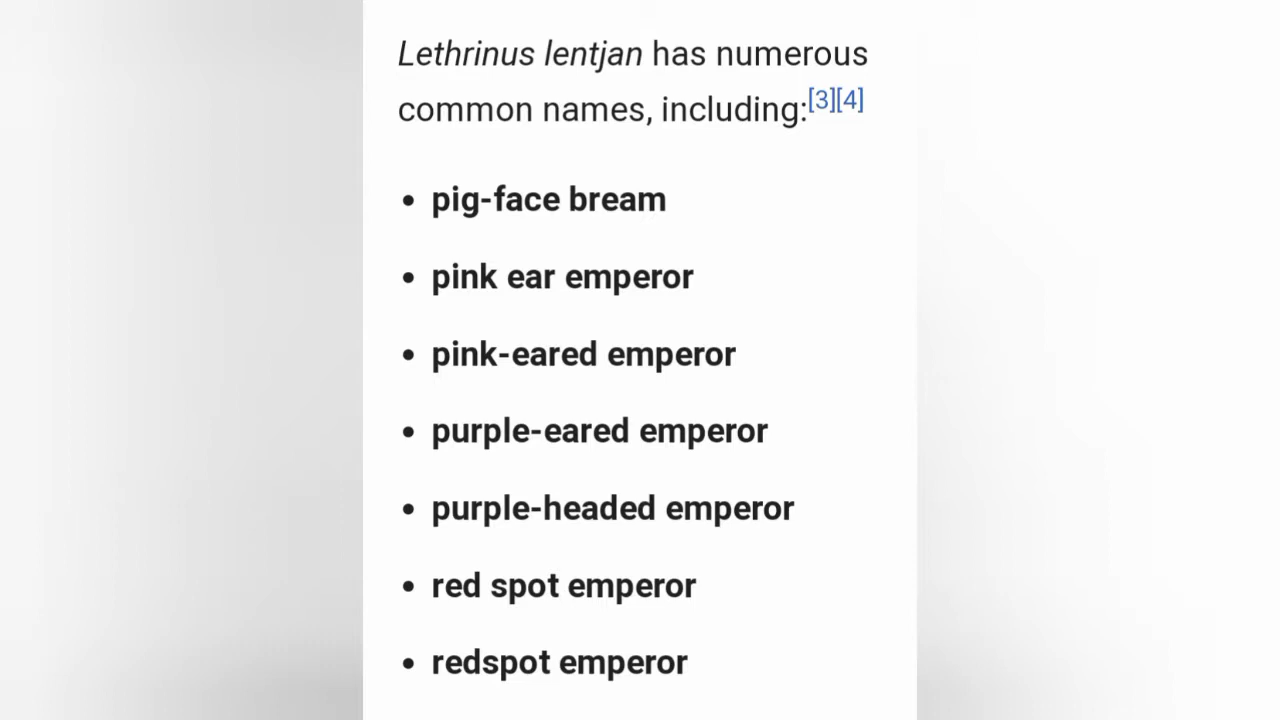 Lethrinus lentjan has numerous
common names, including:[3][4]
• pig-face bream
• pink ear emperor
• pink-eared emperor
• purple-eared emperor
• purple-headed emperor
• red spot emperor
• redspot emperor